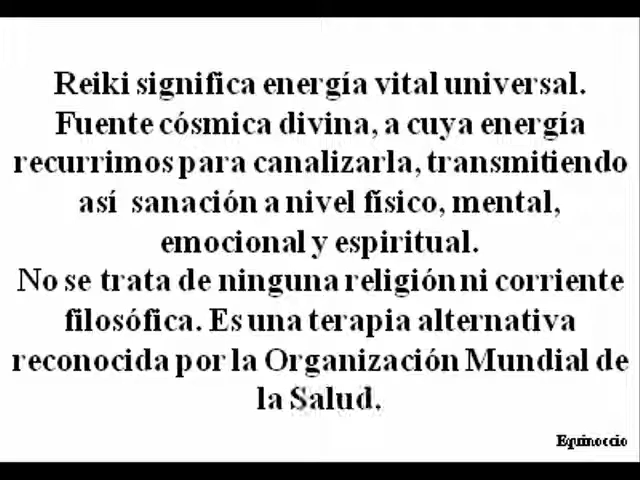 Reiki significa energía vital universal.
Fuente cósmica divina, a cuya energía
recurrimos para canalizarla, transmitiendo
así sanación a nivel físico, mental,
emocional y espiritual.
No se trata de ninguna religión ni corriente
filosófica. Es una terapia alternativa
reconocida por la Organización Mundial de
la Salud.
Equinoccio